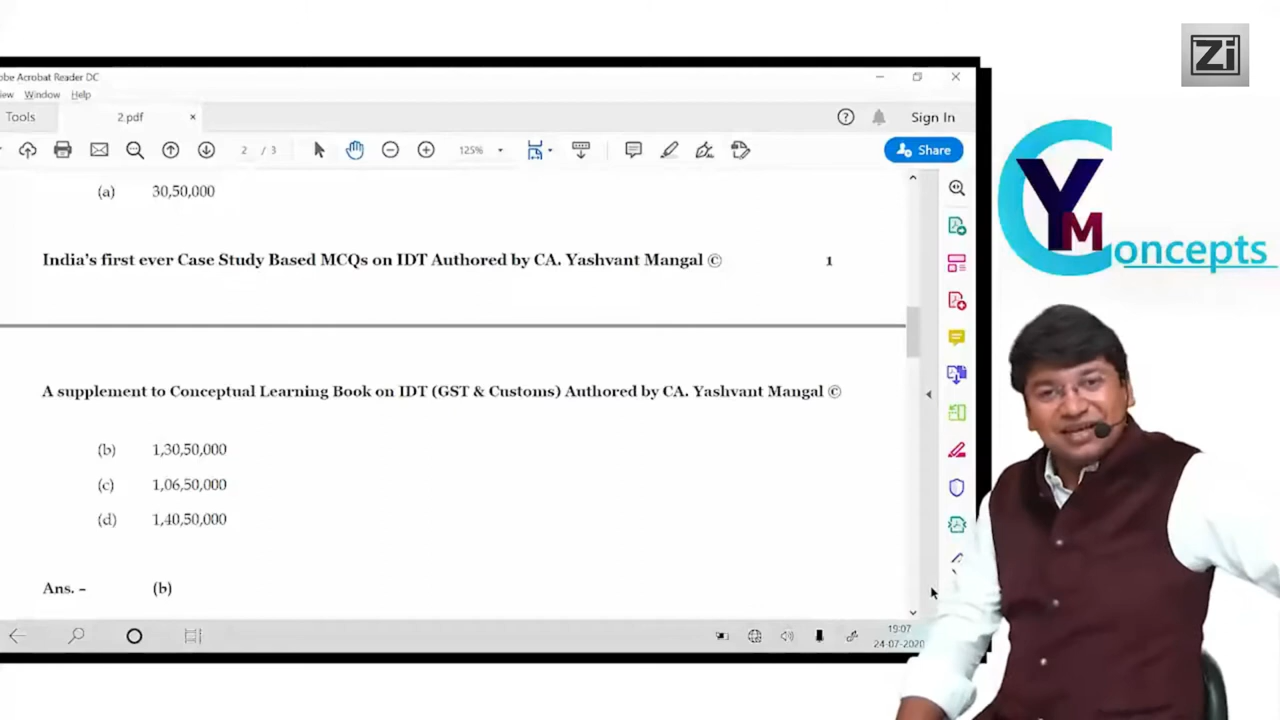 Zi
obe Acrobat Reader DC
iew Window Help
Tools 2.pdf × Sign In
2 / 3 125% Share
(a) 30,50,000
India's first ever Case Study Based MCQs on IDT Authored by CA. Yashvant Mangal © 1
A supplement to Conceptual Learning Book on IDT (GST & Customs) Authored by CA. Yashvant Mangal ©
(b) 1,30,50,000
(c) 1,06,50,000
(d) 1,40,50,000
Ans. – (b)
19:07
24-07-2020
YM Concepts